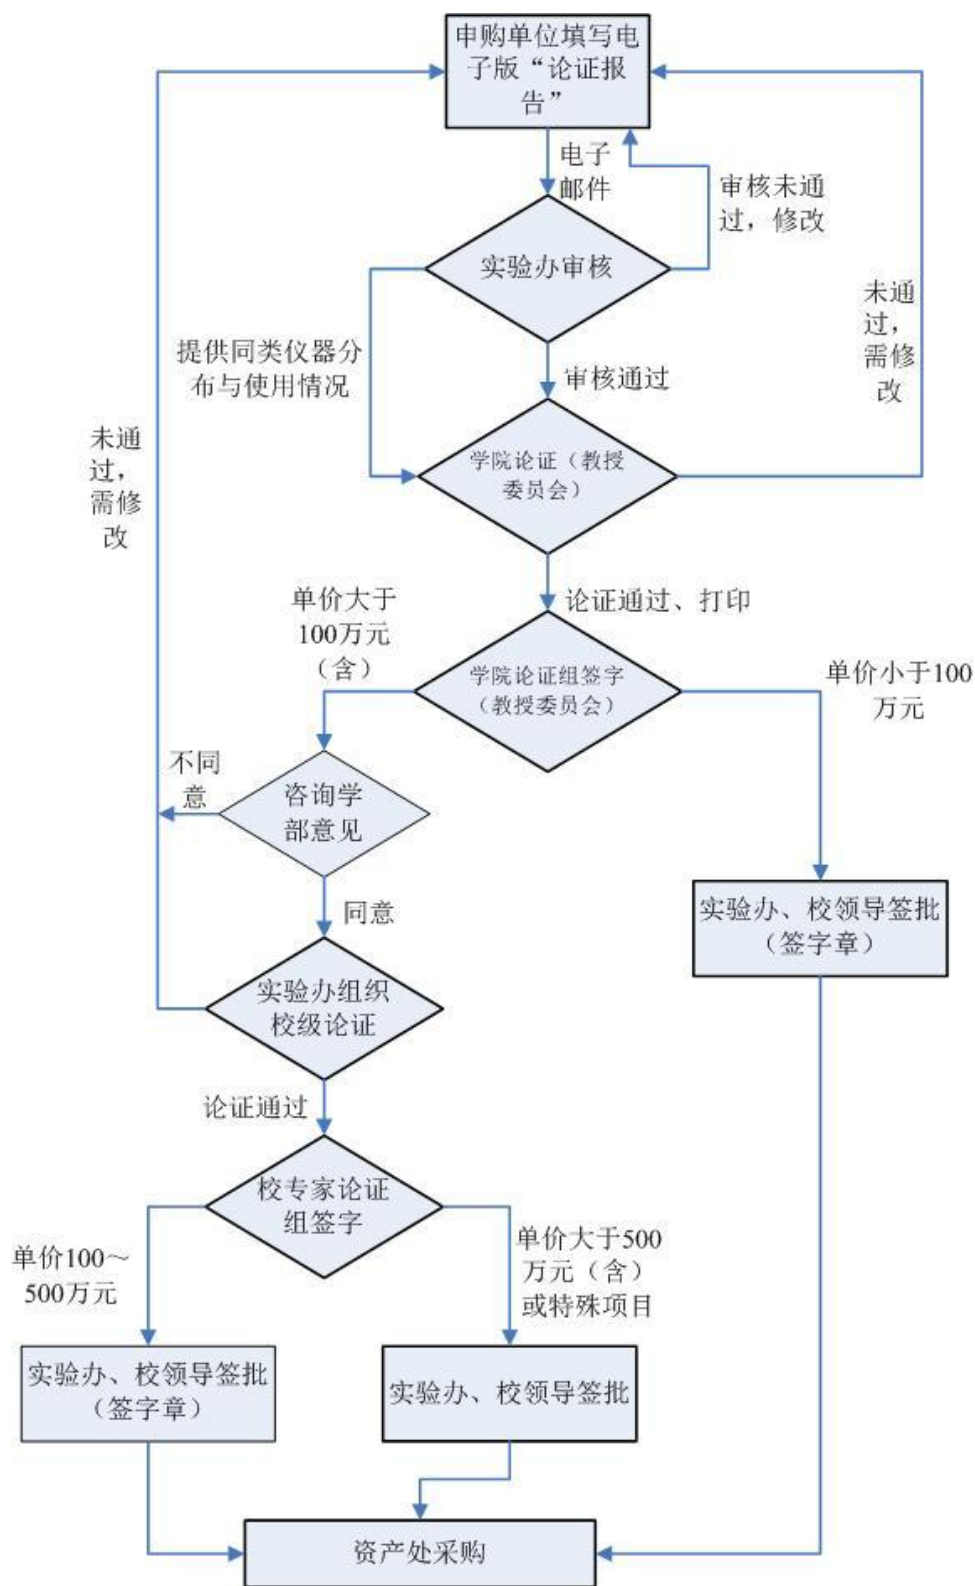 申购单位填写电
子版“论证报
告”
电子
邮件
审核未通
过，修改
实验办审核
未通
过，
需修
改
提供同类仪器分
布与使用情况
审核通过
学院论证（教授
委员会）
未通
过，
需修
改
论证通过、打印
单价大于
100万元
（含）
学院论证组签字
（教授委员会）
单价小于100
万元
不同
意
咨询学
部意见
同意
实验办、校领导签批
（签字章）
实验办组织
校级论证
论证通过
校专家论证
组签字
单价100～
500万元
单价大于500
万元（含）
或特殊项目
实验办、校领导签批
（签字章）
实验办、校领导签批
资产处采购